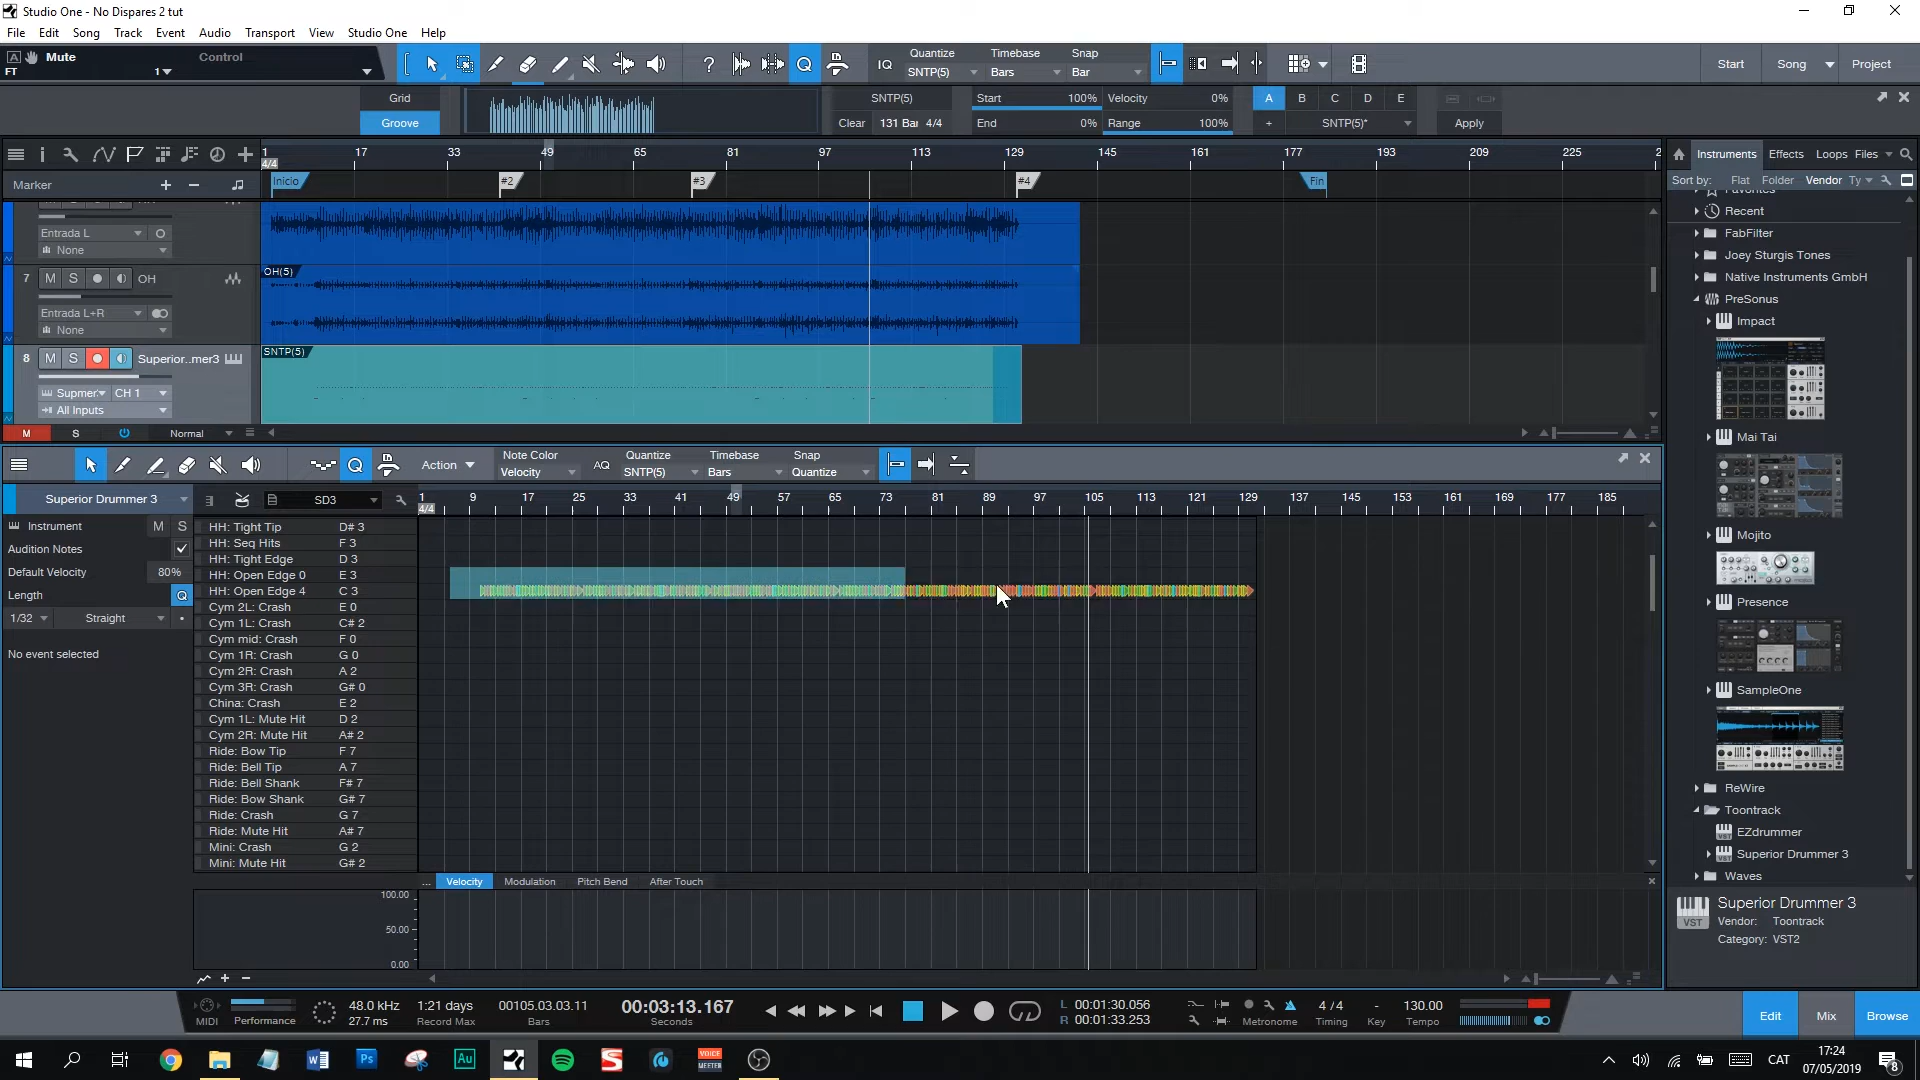 Studio One - No Dispares 2 tut
File Edit Song Track Event Audio Transport View Studio One Help
Mute Control
FT 1
Quantize Timebase Snap
IQ SNTP(5) Bars Bar
Start Song Project
Grid SNTP(5) Start 100% Velocity 0% A B C D E
Groove Clear 131 Bar 4/4 End 0% Range 100% + SNTP(5)* Apply
1 17 33 49 65 81 97 113 129 145 161 177 193 209 225 2
4/4
Marker Inicio #2 #3 #4 Fin
Entrada L
None
7 M S OH OH(5)
Entrada L+R
None
8 M S Superior..mer3 SNTP(5)
Supmer CH 1
All Inputs
M S Normal
Action Note Color Quantize Timebase Snap
Velocity AQ SNTP(5) Bars Quantize
Superior Drummer 3 SD3 1 9 17 25 33 41 49 57 65 73 81 89 97 105 113 121 129 137 145 153 161 169 177 185
4/4
Instrument M S
Audition Notes
Default Velocity 80%
Length Q
1/32 Straight
No event selected
HH: Tight Tip D# 3
HH: Seq Hits F 3
HH: Tight Edge D 3
HH: Open Edge 0 E 3
HH: Open Edge 4 C 3
Cym 2L: Crash E 0
Cym 1L: Crash C# 2
Cym mid: Crash F 0
Cym 1R: Crash G 0
Cym 2R: Crash A 2
Cym 3R: Crash G# 0
China: Crash E 2
Cym 1L: Mute Hit D 2
Cym 2R: Mute Hit A# 2
Ride: Bow Tip F 7
Ride: Bell Tip A 7
Ride: Bell Shank F# 7
Ride: Bow Shank G# 7
Ride: Crash G 7
Ride: Mute Hit A# 7
Mini: Crash G 2
Mini: Mute Hit G# 2
... Velocity Modulation Pitch Bend After Touch
100.00
50.00
0.00
Instruments Effects Loops Files
Sort by: Flat Folder Vendor Ty
Recent
FabFilter
Joey Sturgis Tones
Native Instruments GmbH
PreSonus
Impact
Mai Tai
Mojito
Presence
SampleOne
ReWire
Toontrack
EZdrummer
Superior Drummer 3
Waves
Superior Drummer 3
Vendor: Toontrack
Category: VST2
VST
MIDI Performance
48.0 kHz
27.7 ms
1:21 days
Record Max
00105.03.03.11
Bars
00:03:13.167
Seconds
L 00:01:30.056
R 00:01:33.253
Metronome
4 / 4
Timing
-
Key
130.00
Tempo
Edit Mix Browse
Ps Au VOICE MEETER CAT 17:24
07/05/2019 8